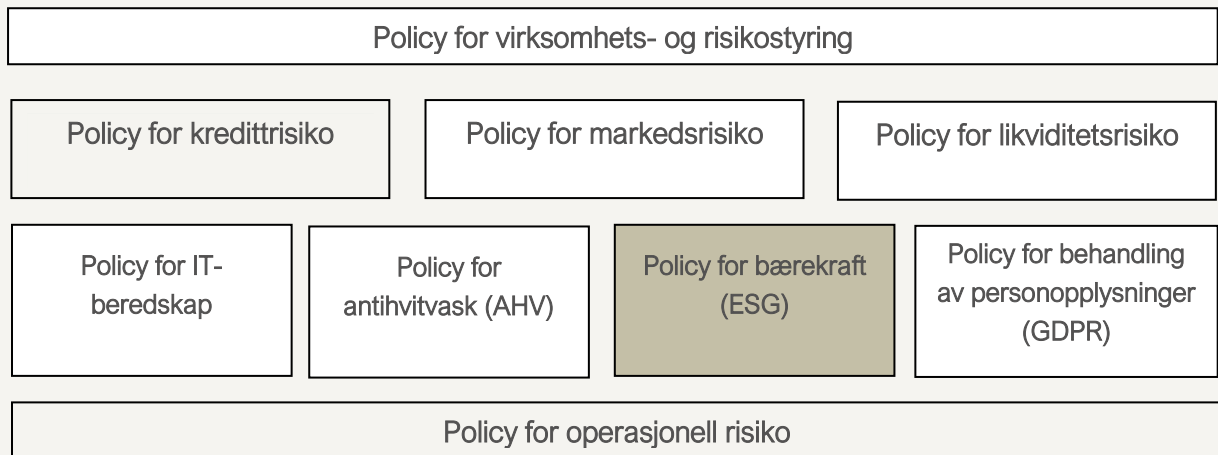 Policy for virksomhets- og risikostyring
Policy for kredittrisiko
Policy for markedsrisiko
Policy for likviditetsrisiko
Policy for IT-
beredskap
Policy for
antihvitvask (AHV)
Policy for bærekraft
(ESG)
Policy for behandling
av personopplysninger
(GDPR)
Policy for operasjonell risiko